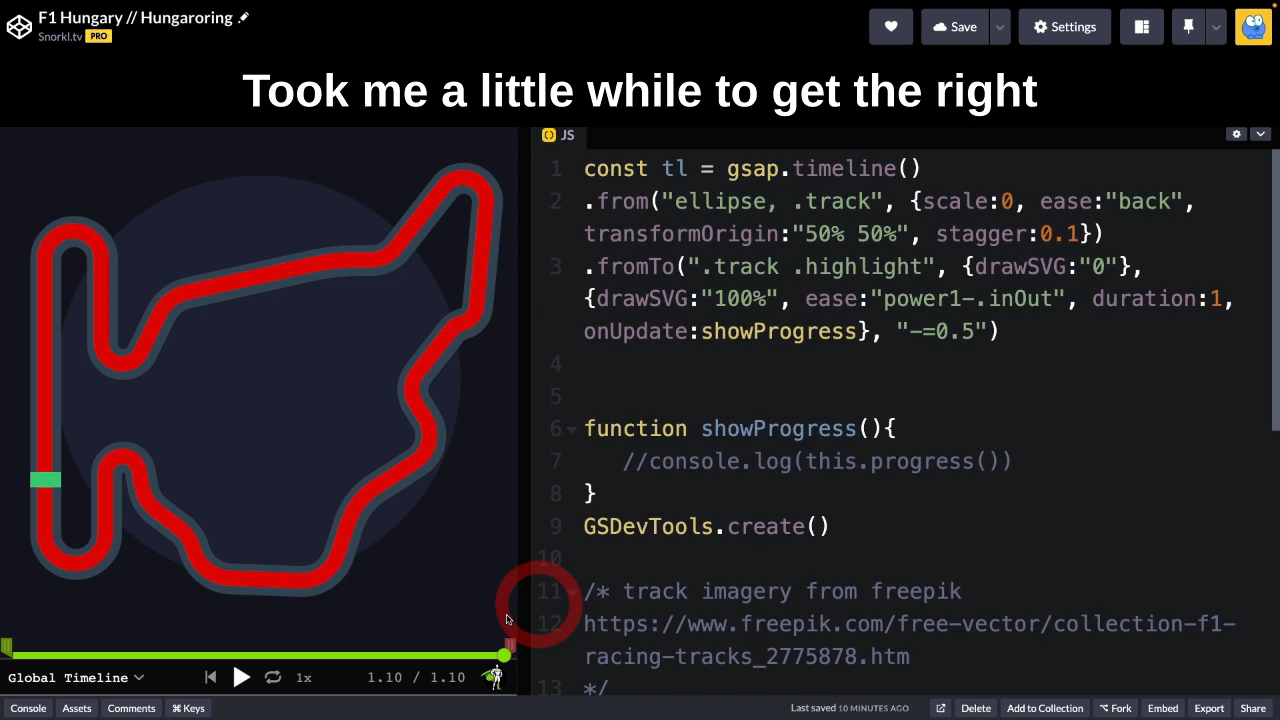 F1 Hungary // Hungaroring
Snorkl.tv PRO
Save
Settings
Took me a little while to get the right
JS
1 const tl = gsap.timeline()
2 .from("ellipse, .track", {scale:0, ease:"back",
transformOrigin:"50% 50%", stagger:0.1})
3 .fromTo(".track .highlight", {drawSVG:"0"},
{drawSVG:"100%", ease:"power1-.inOut", duration:1,
onUpdate:showProgress}, "-=0.5")
4
5
6 function showProgress(){
7 //console.log(this.progress())
8 }
9 GSDevTools.create()
10
11 /* track imagery from freepik
12 https://www.freepik.com/free-vector/collection-f1-
racing-tracks_2775878.htm
13 */
Global Timeline 1x 1.10 / 1.10
Console Assets Comments ⌘ Keys Last saved 10 MINUTES AGO Delete Add to Collection Fork Embed Export Share